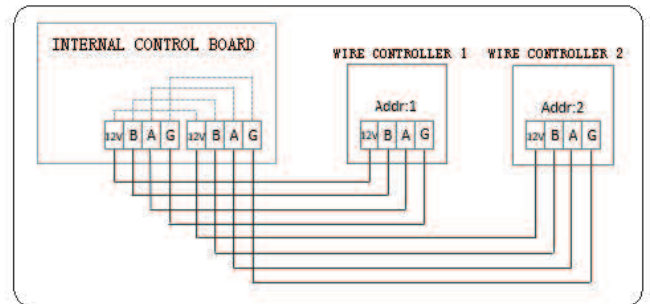 INTERNAL CONTROL BOARD
WIRE CONTROLLER 1
WIRE CONTROLLER 2
Addr:1
Addr:2
12V B A G
12V B A G
12V B A G
12V B A G